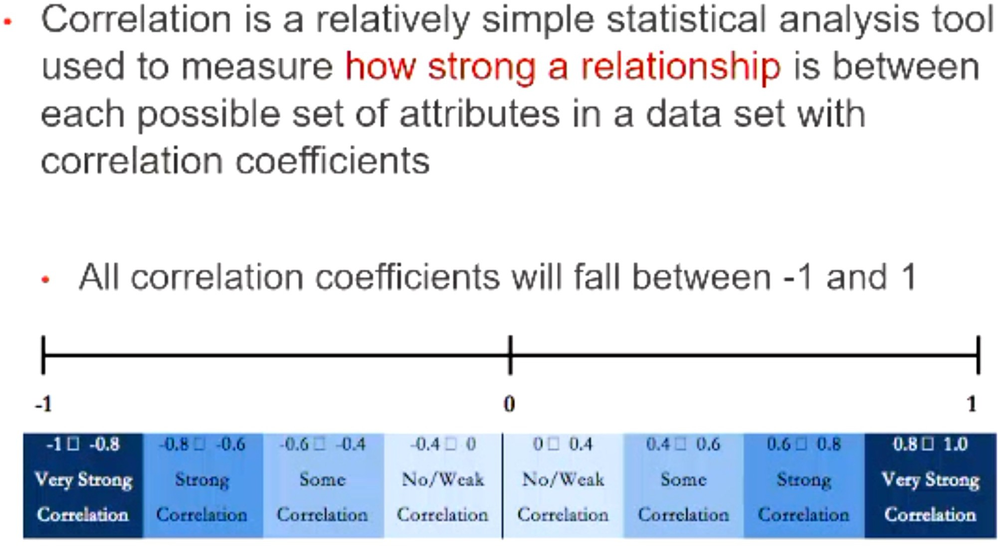 • Correlation is a relatively simple statistical analysis tool
used to measure how strong a relationship is between
each possible set of attributes in a data set with
correlation coefficients
• All correlation coefficients will fall between -1 and 1
-1 0 1
-1 □ -0.8 -0.8 □ -0.6 -0.6 □ -0.4 -0.4 □ 0 0 □ 0.4 0.4 □ 0.6 0.6 □ 0.8 0.8 □ 1.0
Very Strong Strong Some No/Weak No/Weak Some Strong Very Strong
Correlation Correlation Correlation Correlation Correlation Correlation Correlation Correlation